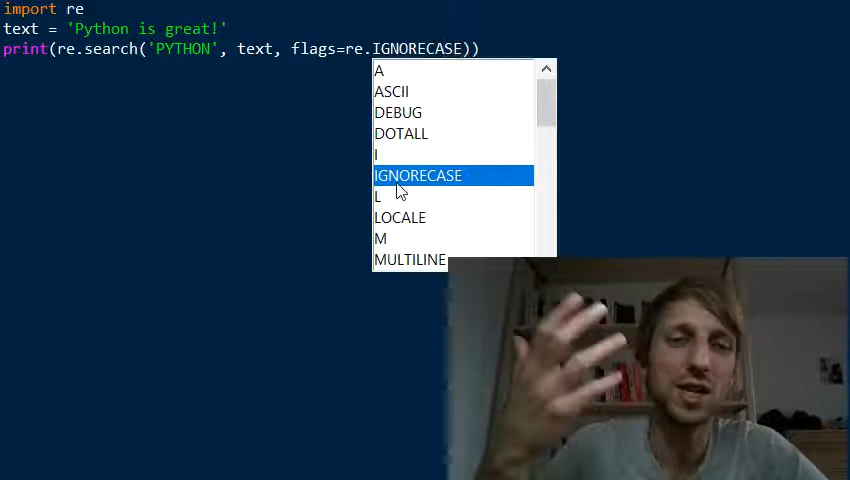 import re
text = 'Python is great!'
print(re.search('PYTHON', text, flags=re.IGNORECASE))
A
ASCII
DEBUG
DOTALL
I
IGNORECASE
L
LOCALE
M
MULTILINE